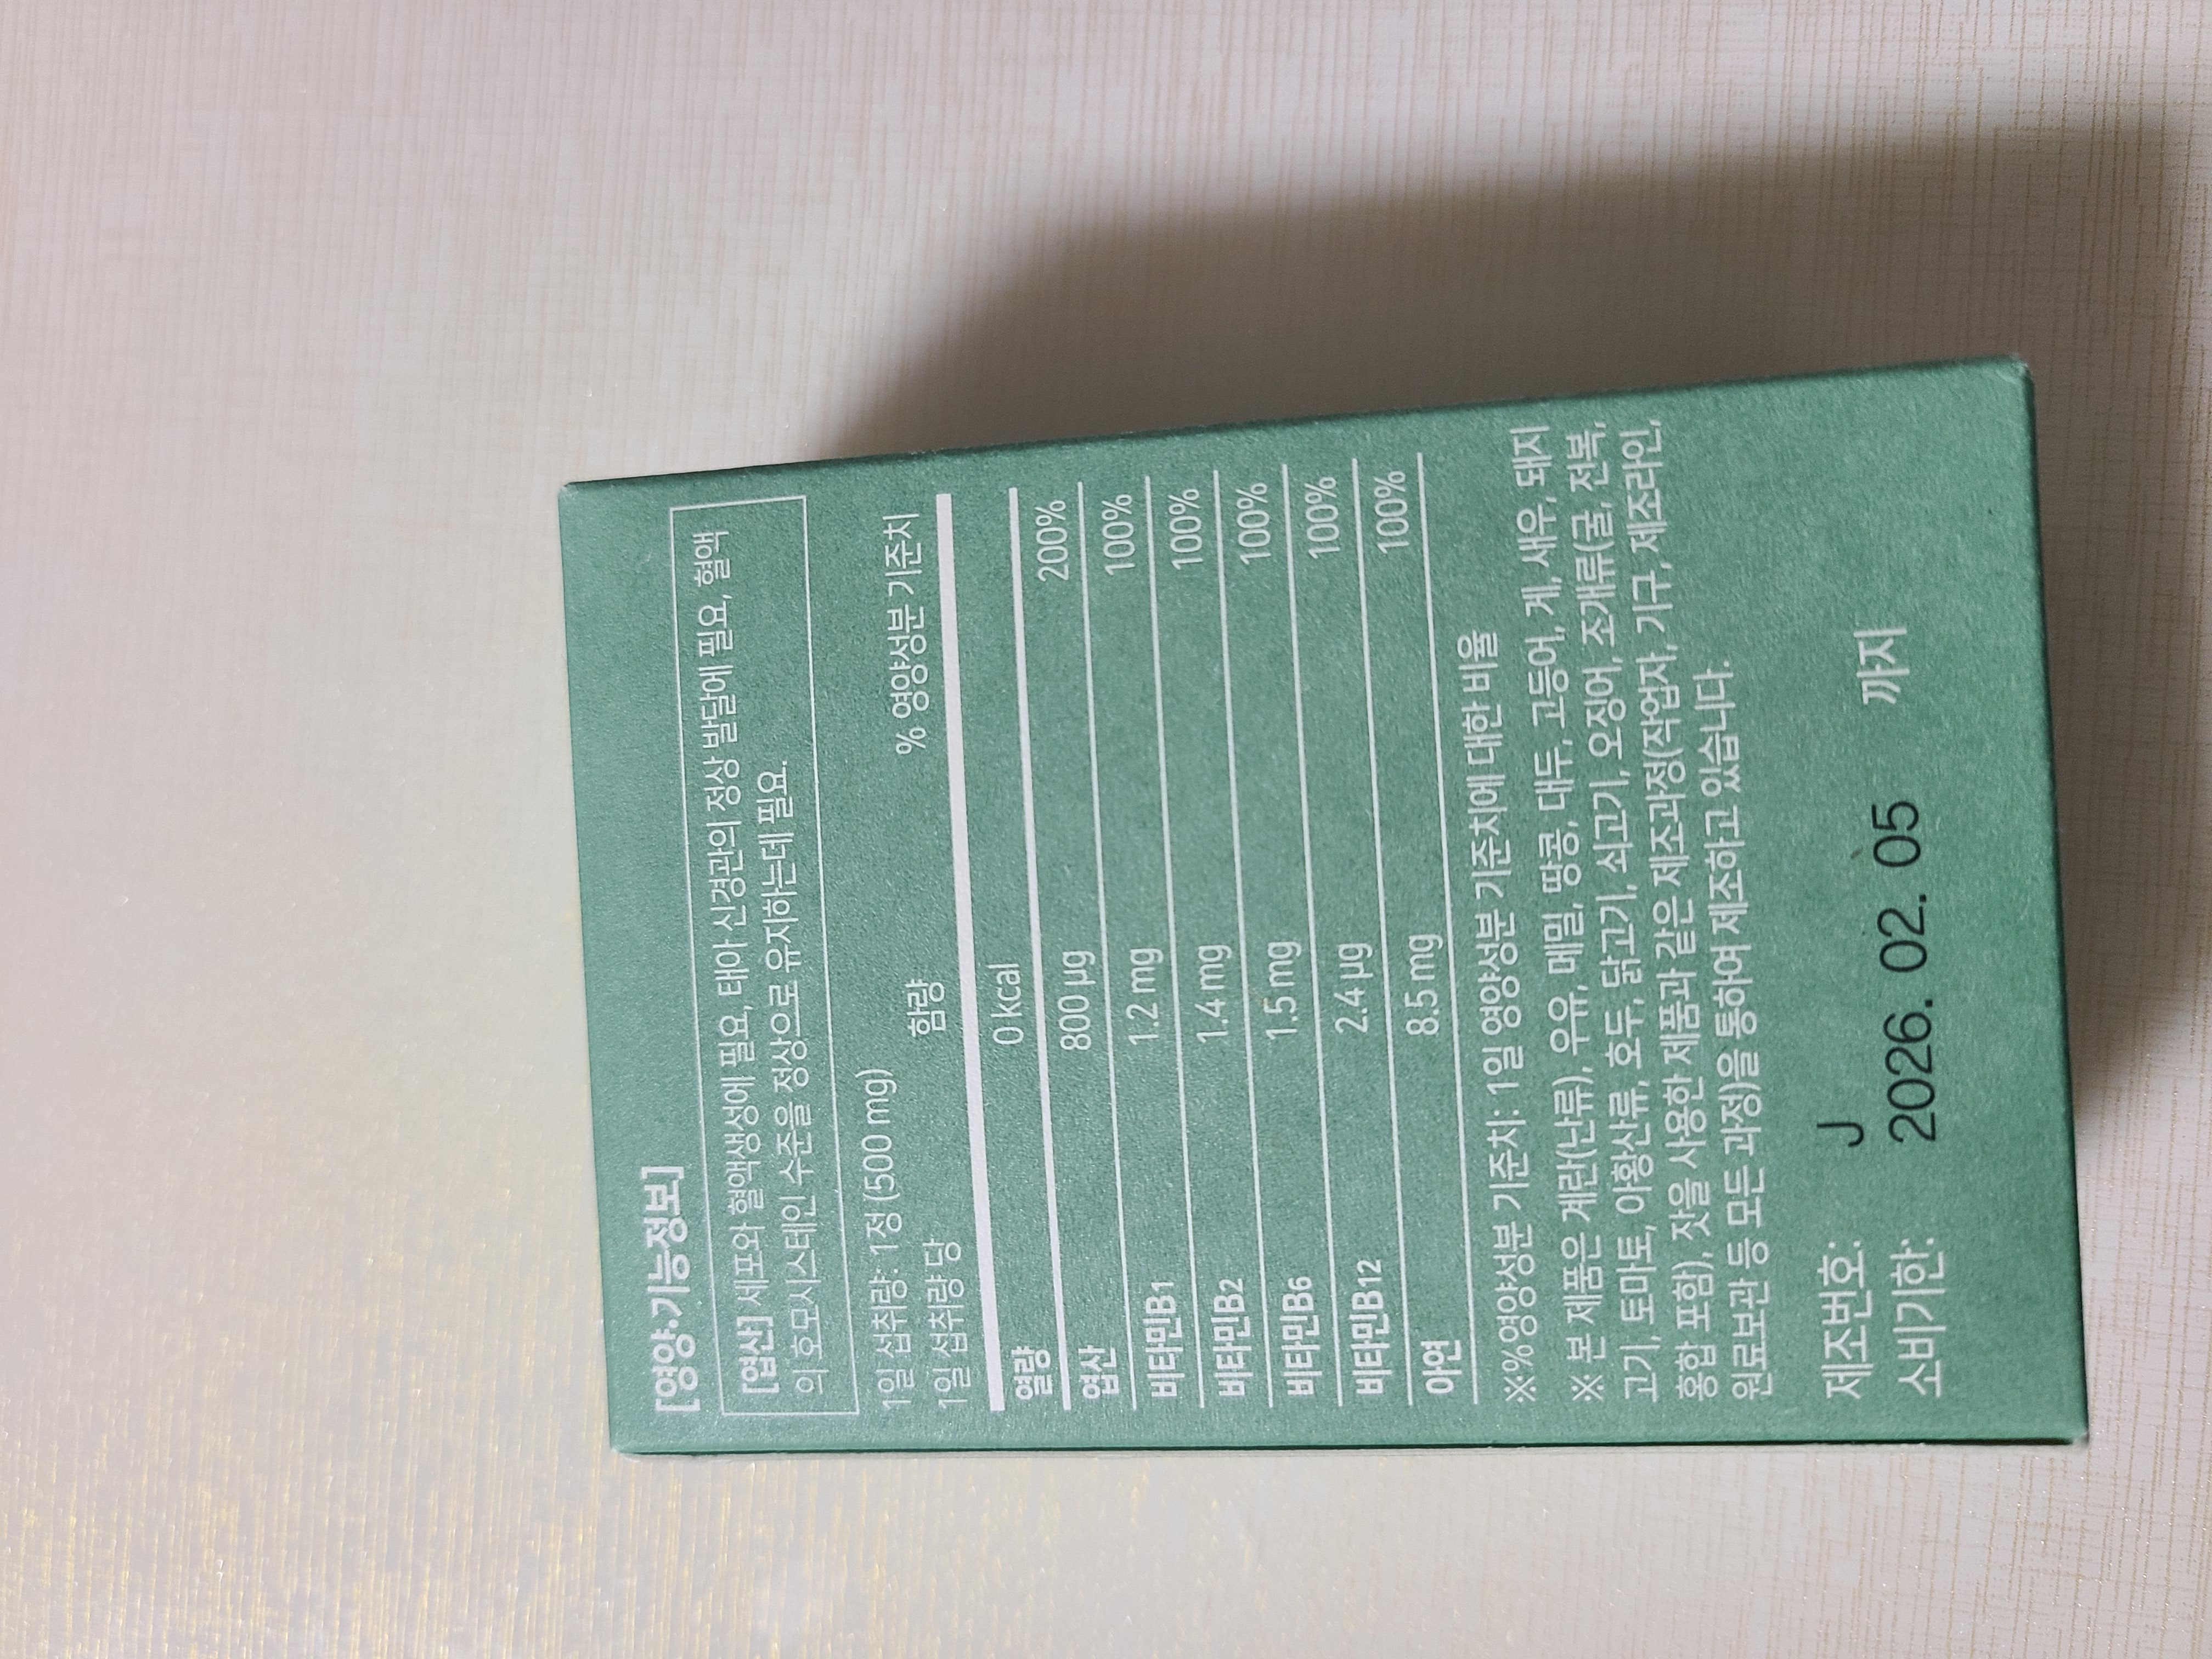 [영양·기능정보]
[엽산] 세포와 혈액생성에 필요, 태아 신경관의 정상 발달에 필요, 혈액
의 호모시스테인 수준을 정상으로 유지하는데 필요.
1일 섭취량: 1정 (500 mg)
1일 섭취량 당 함량 % 영양성분 기준치
열량 0 kcal
엽산 800 µg 200%
비타민B1 1.2 mg 100%
비타민B2 1.4 mg 100%
비타민B6 1.5 mg 100%
비타민B12 2.4 µg 100%
아연 8.5 mg 100%
※%영양성분 기준치: 1일 영양성분 기준치에 대한 비율
※ 본 제품은 계란(난류), 우유, 메밀, 땅콩, 대두, 고등어, 게, 새우, 돼지
고기, 토마토, 이황산류, 호두, 닭고기, 쇠고기, 오징어, 조개류(굴, 전복,
홍합 포함), 잣을 사용한 제품과 같은 제조과정(작업자, 기구, 제조라인,
원료보관 등 모든 과정)을 통하여 제조하고 있습니다.
제조번호: J
소비기한: 2026. 02. 05 까지